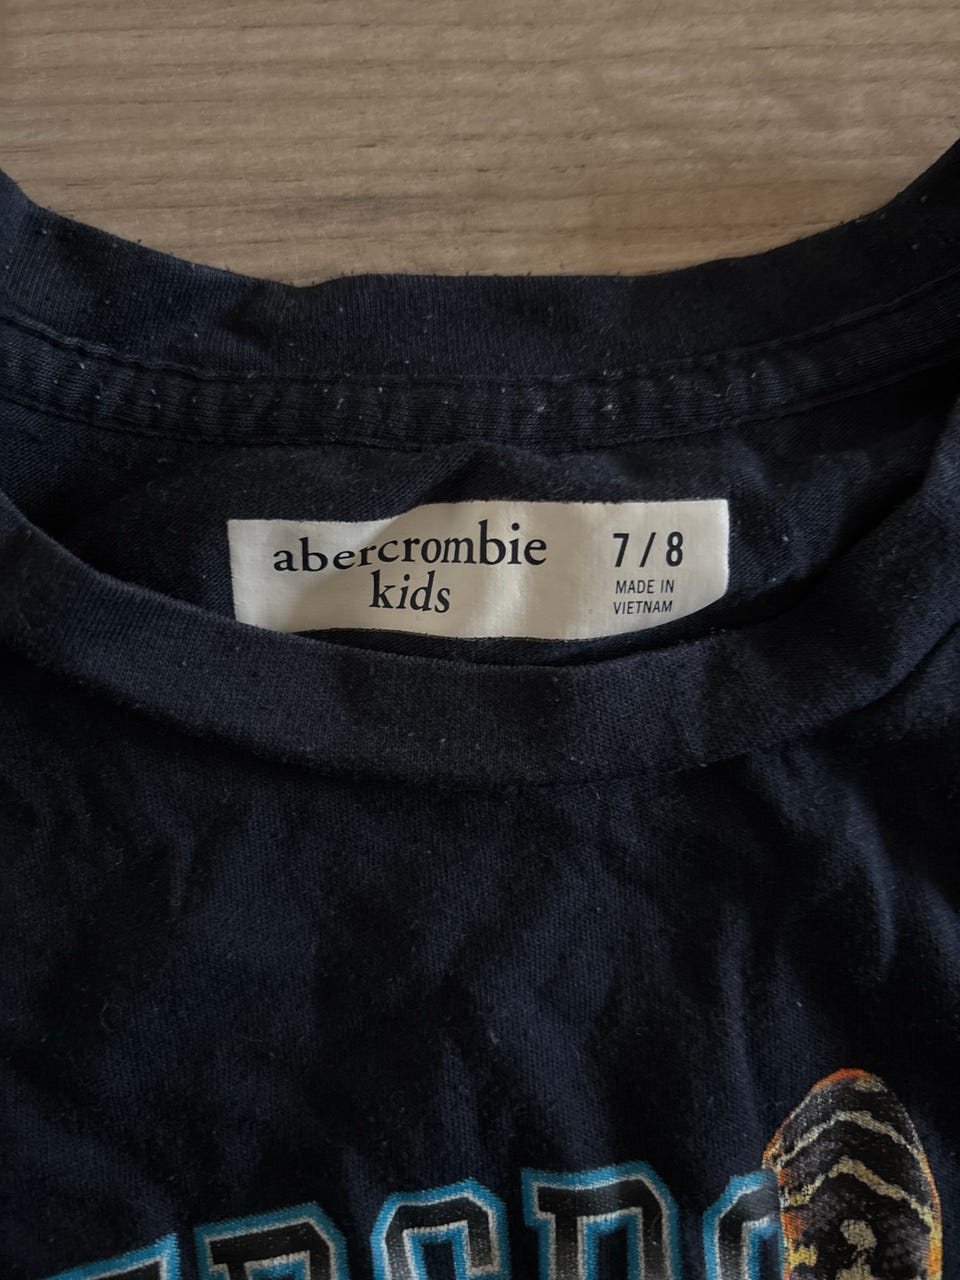 abercrombie
kids
7/8
MADE IN
VIETNAM